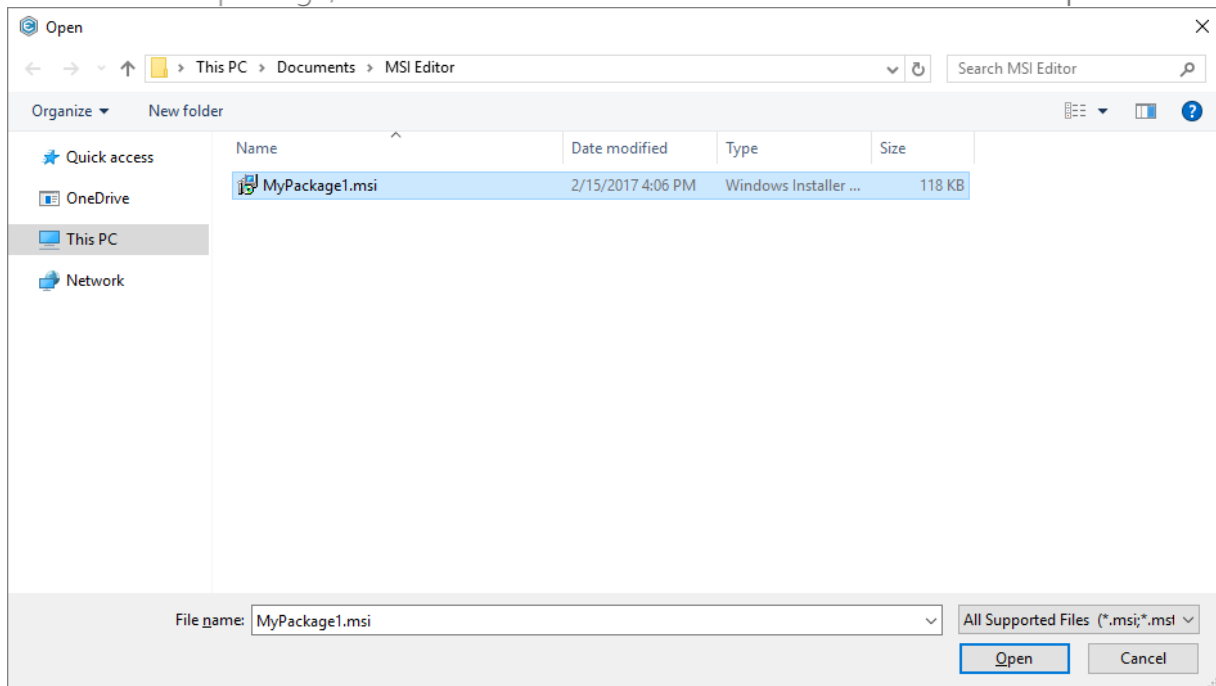 Open
This PC > Documents > MSI Editor
Search MSI Editor
Organize
New folder
Quick access
OneDrive
This PC
Network
Name
Date modified
Type
Size
MyPackage1.msi
2/15/2017 4:06 PM
Windows Installer ...
118 KB
File name:
MyPackage1.msi
All Supported Files (*.msi;*.mst
Open
Cancel